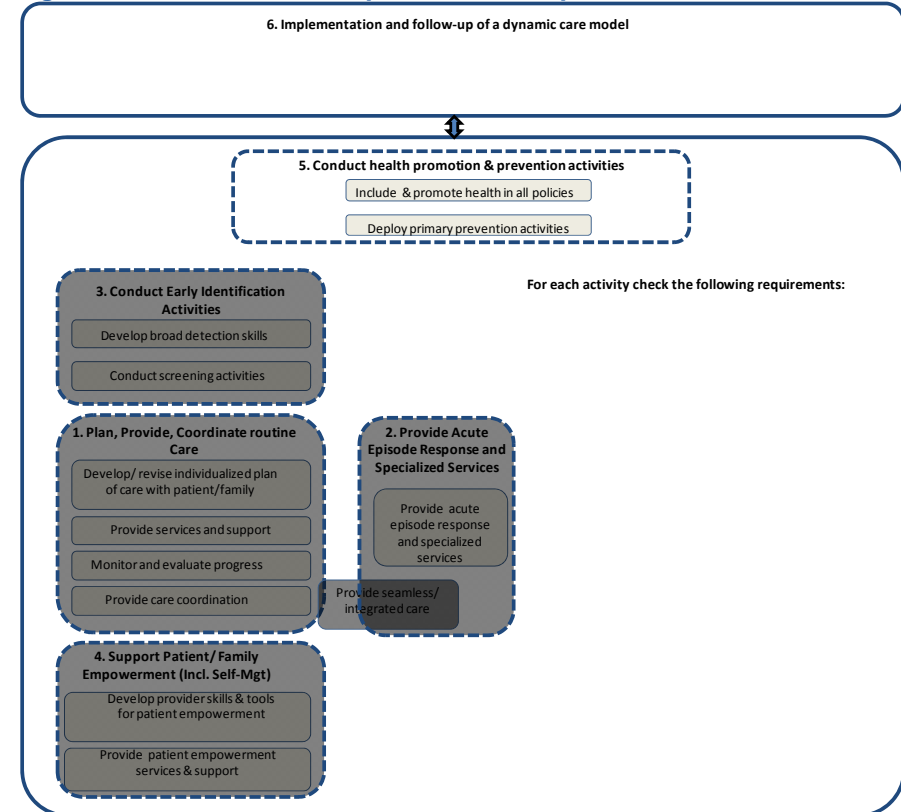 6. Implementation and follow-up of a dynamic care model
5. Conduct health promotion & prevention activities
Include & promote health in all policies
Deploy primary prevention activities
For each activity check the following requirements:
3. Conduct Early Identification
Activities
Develop broad detection skills
Conduct screening activities
1. Plan, Provide, Coordinate routine
Care
Develop/ revise individualized plan
of care with patient/family
Provide services and support
Monitor and evaluate progress
Provide care coordination
2. Provide Acute
Episode Response and
Specialized Services
Provide acute
episode response
and specialized
services
Provide seamless/
integrated care
4. Support Patient/ Family
Empowerment (Incl. Self-Mgt)
Develop provider skills & tools
for patient empowerment
Provide patient empowerment
services & support